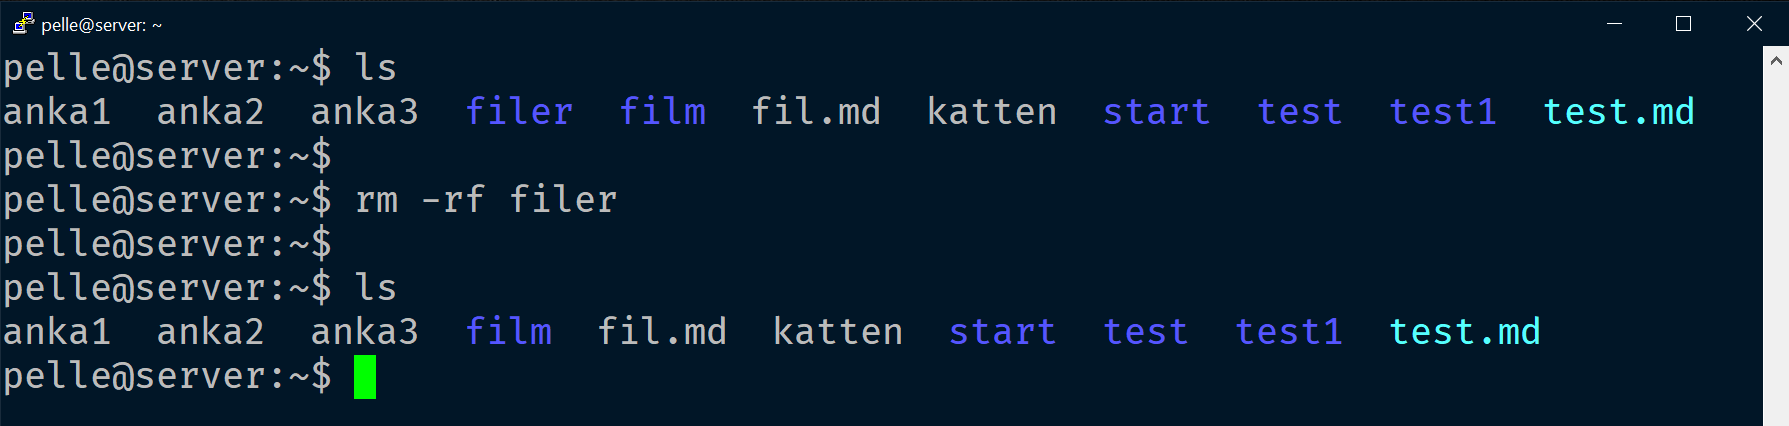 pelle@server: ~
pelle@server:~$ ls
anka1  anka2  anka3  filer  film  fil.md  katten  start  test  test1  test.md
pelle@server:~$
pelle@server:~$ rm -rf filer
pelle@server:~$
pelle@server:~$ ls
anka1  anka2  anka3  film  fil.md  katten  start  test  test1  test.md
pelle@server:~$